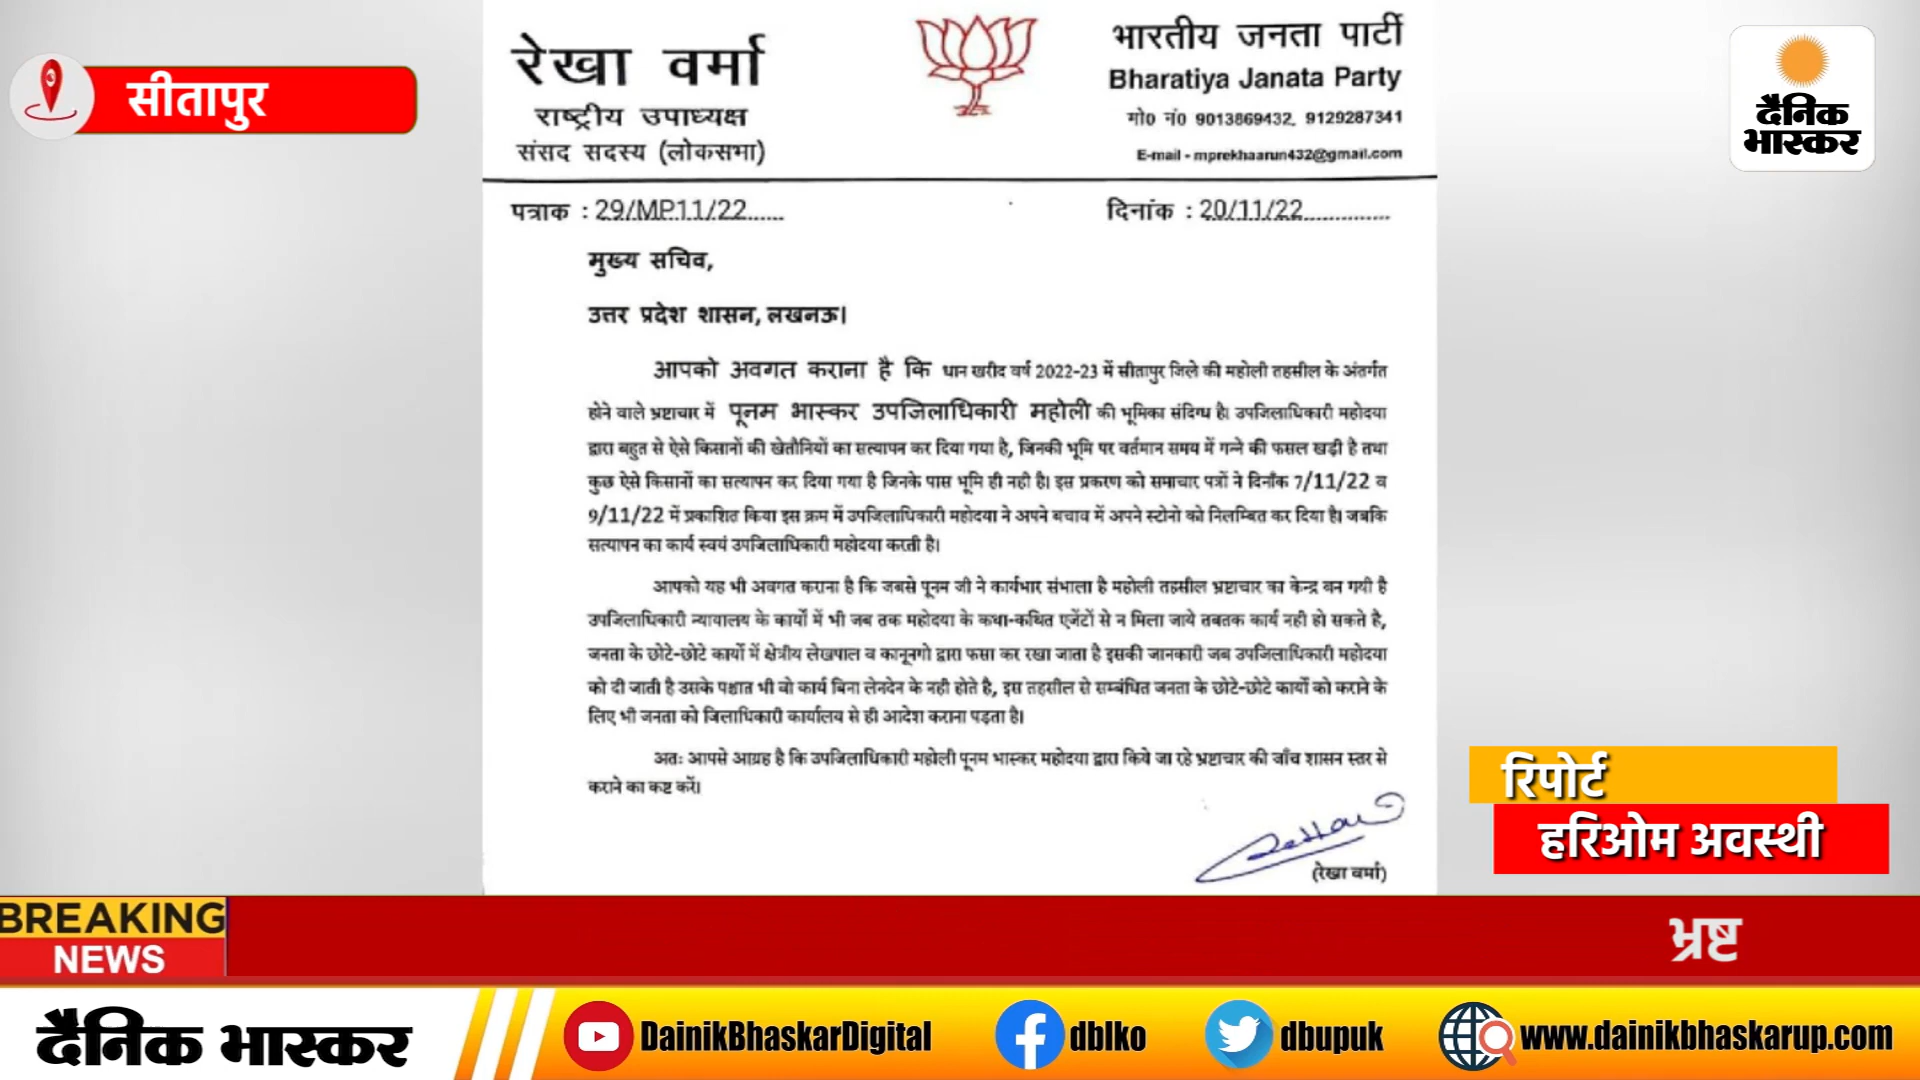 सीतापुर
रेखा वर्मा
राष्ट्रीय उपाध्यक्ष
संसद सदस्य (लोकसभा)
भारतीय जनता पार्टी
Bharatiya Janata Party
मो0 नं0 9013869432, 9129287341
E-mail - mprekhaarun432@gmail.com
दैनिक
भास्कर
पत्राक : 29/MP11/22......
दिनांक : 20/11/22..............
मुख्य सचिव,
उत्तर प्रदेश शासन, लखनऊ।
आपको अवगत कराना है कि धान खरीद वर्ष 2022-23 में सीतापुर जिले की महोली तहसील के अंतर्गत
होने वाले भ्रष्टाचार में पूनम भास्कर उपजिलाधिकारी महोली की भूमिका संदिग्ध है। उपजिलाधिकारी महोदया
द्वारा बहुत से ऐसे किसानों की खेतौनियों का सत्यापन कर दिया गया है, जिनकी भूमि पर वर्तमान समय में गन्ने की फसल खड़ी है तथा
कुछ ऐसे किसानों का सत्यापन कर दिया गया है जिनके पास भूमि ही नही है। इस प्रकरण को समाचार पत्रों ने दिनाँक 7/11/22 व
9/11/22 में प्रकाशित किया इस क्रम में उपजिलाधिकारी महोदया ने अपने बचाव में अपने स्टोनो को निलम्बित कर दिया है। जबकि
सत्यापन का कार्य स्वयं उपजिलाधिकारी महोदया करती है।
आपको यह भी अवगत कराना है कि जबसे पूनम जी ने कार्यभार संभाला है महोली तहसील भ्रष्टाचार का केन्द्र बन गयी है
उपजिलाधिकारी न्यायालय के कार्यों में भी जब तक महोदया के कथा-कथित एजेंटों से न मिला जाये तबतक कार्य नही हो सकते है,
जनता के छोटे-छोटे कार्यों में क्षेत्रीय लेखपाल व कानूनगो द्वारा फसा कर रखा जाता है इसकी जानकारी जब उपजिलाधिकारी महोदया
को दी जाती है उसके पश्चात भी वो कार्य बिना लेनदेन के नही होते है, इस तहसील से सम्बंधित जनता के छोटे-छोटे कार्यों को कराने के
लिए भी जनता को जिलाधिकारी कार्यालय से ही आदेश कराना पड़ता है।
अतः आपसे आग्रह है कि उपजिलाधिकारी महोली पूनम भास्कर महोदया द्वारा किये जा रहे भ्रष्टाचार की जाँच शासन स्तर से
कराने का कष्ट करें।
(रेखा वर्मा)
रिपोर्ट
हरिओम अवस्थी
BREAKING
NEWS
भ्रष्ट
दैनिक भास्कर
DainikBhaskarDigital
dblko
dbupuk
www.dainikbhaskarup.com